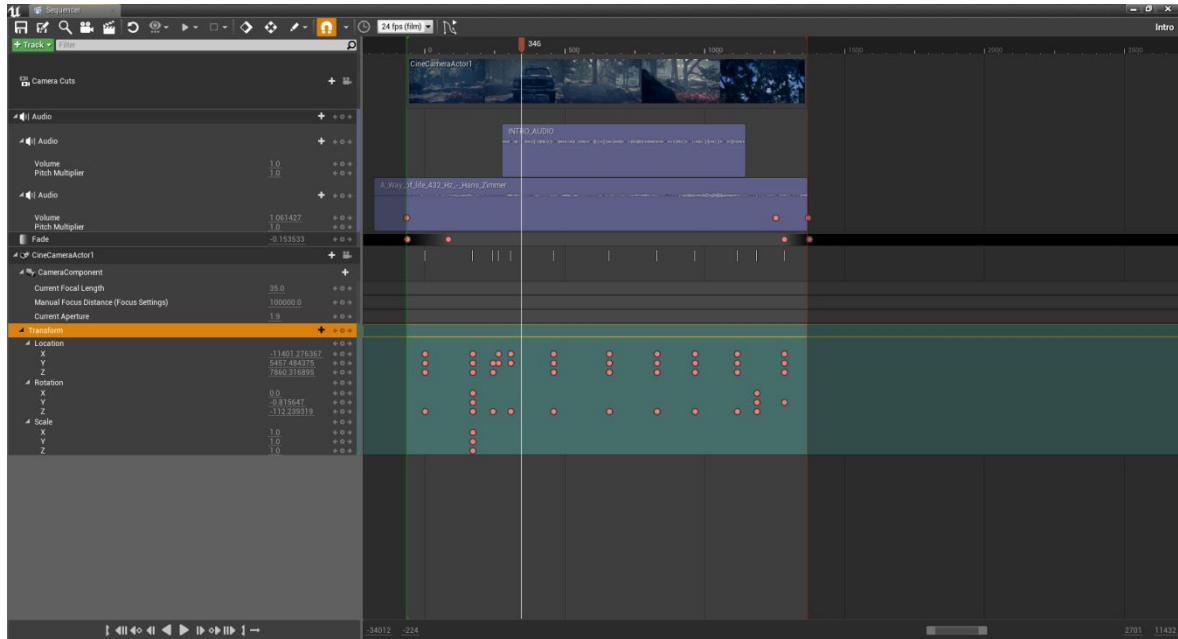 Sequencer
24 fps (film)
Intro
+ Track
Filter
346
0
500
1000
1500
2000
2500
Camera Cuts
CineCameraActor1
Audio
Audio
INTRO_AUDIO
Volume 1.0
Pitch Multiplier 1.0
Audio
A_Way_of_life_432_Hz_-_Hans_Zimmer
Volume 1.061427
Pitch Multiplier 1.0
Fade -0.153533
CineCameraActor1
CameraComponent
Current Focal Length 35.0
Manual Focus Distance (Focus Settings) 100000.0
Current Aperture 1.9
Transform
Location
X -11401.276367
Y 5457.484375
Z 7860.316895
Rotation
X 0.0
Y -0.815647
Z -112.239319
Scale
X 1.0
Y 1.0
Z 1.0
-34012 -224 2701 11432